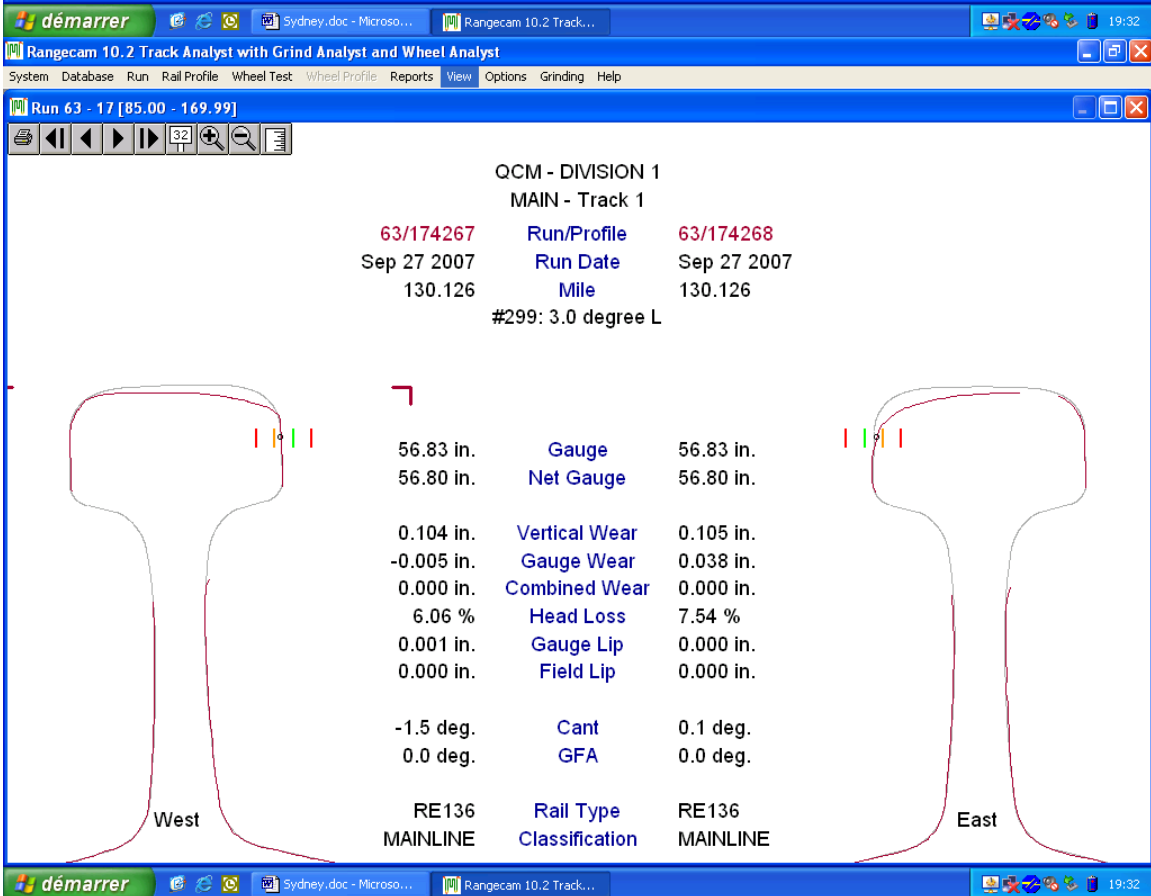 démarrer Sydney.doc - Microso... Rangecam 10.2 Track... 19:32
Rangecam 10.2 Track Analyst with Grind Analyst and Wheel Analyst
System Database Run Rail Profile Wheel Test Wheel Profile Reports View Options Grinding Help
Run 63 - 17 [85.00 - 169.99]
32
QCM - DIVISION 1
MAIN - Track 1
63/174267 Run/Profile 63/174268
Sep 27 2007 Run Date Sep 27 2007
130.126 Mile 130.126
#299: 3.0 degree L
56.83 in. Gauge 56.83 in.
56.80 in. Net Gauge 56.80 in.
0.104 in. Vertical Wear 0.105 in.
-0.005 in. Gauge Wear 0.038 in.
0.000 in. Combined Wear 0.000 in.
6.06 % Head Loss 7.54 %
0.001 in. Gauge Lip 0.000 in.
0.000 in. Field Lip 0.000 in.
-1.5 deg. Cant 0.1 deg.
0.0 deg. GFA 0.0 deg.
RE136 Rail Type RE136
West East
MAINLINE Classification MAINLINE
démarrer Sydney.doc - Microso... Rangecam 10.2 Track... 19:32